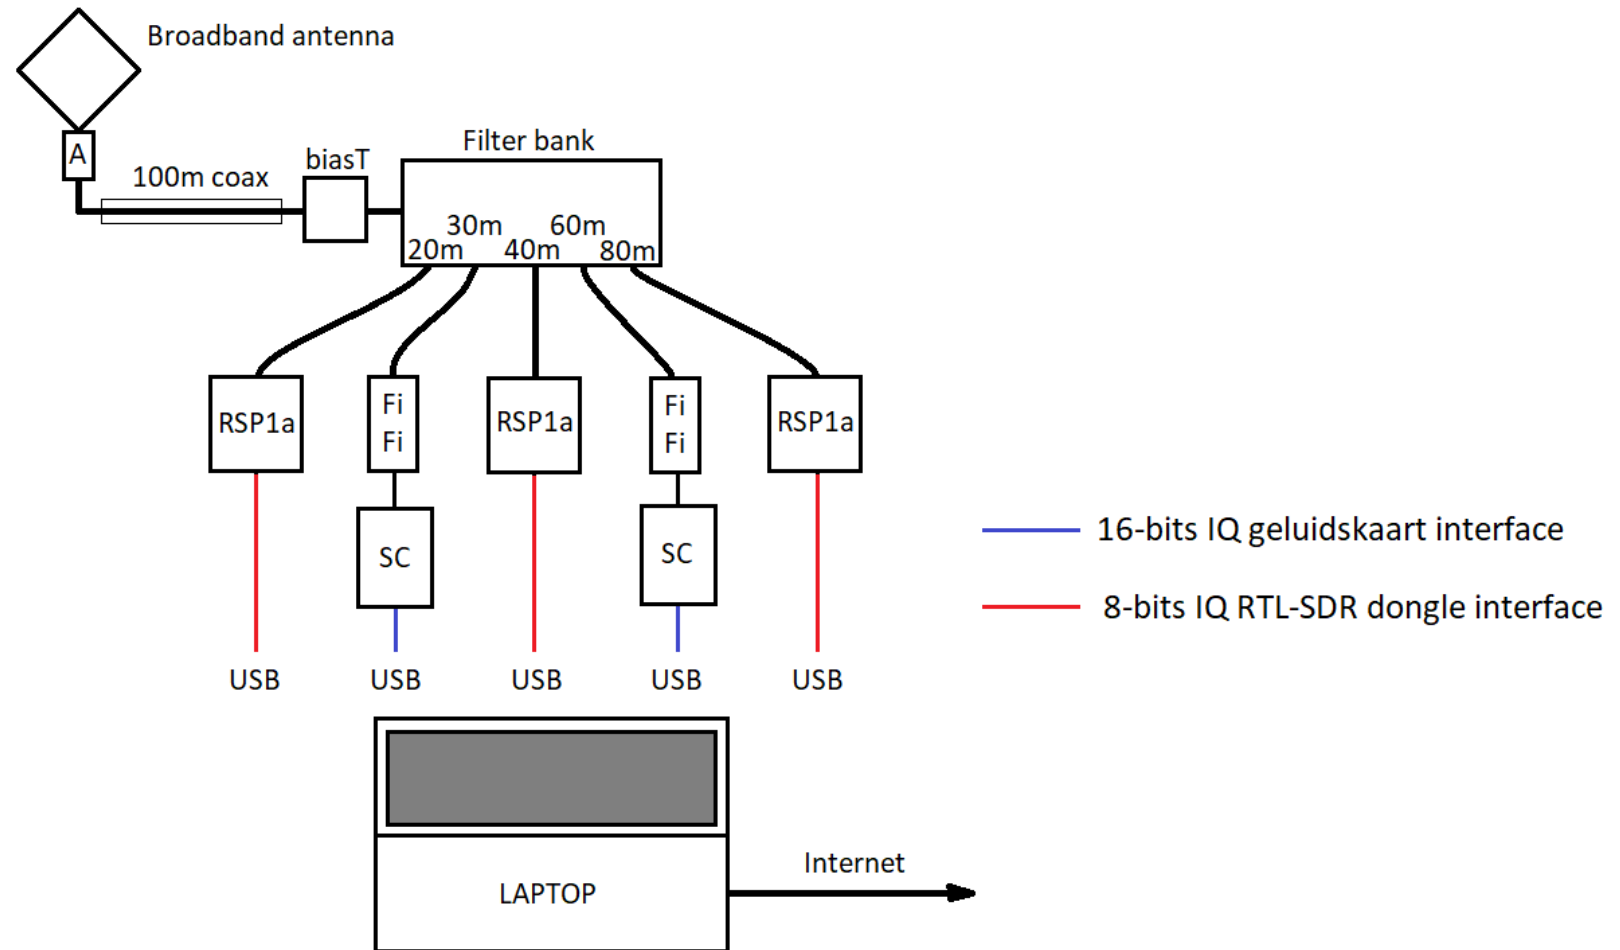 Broadband antenna
A
100m coax
biasT
Filter bank
30m
60m
20m
40m
80m
RSP1a
Fi
Fi
RSP1a
Fi
Fi
RSP1a
SC
SC
16-bits IQ geluidskaart interface
8-bits IQ RTL-SDR dongle interface
USB
USB
USB
USB
USB
LAPTOP
Internet